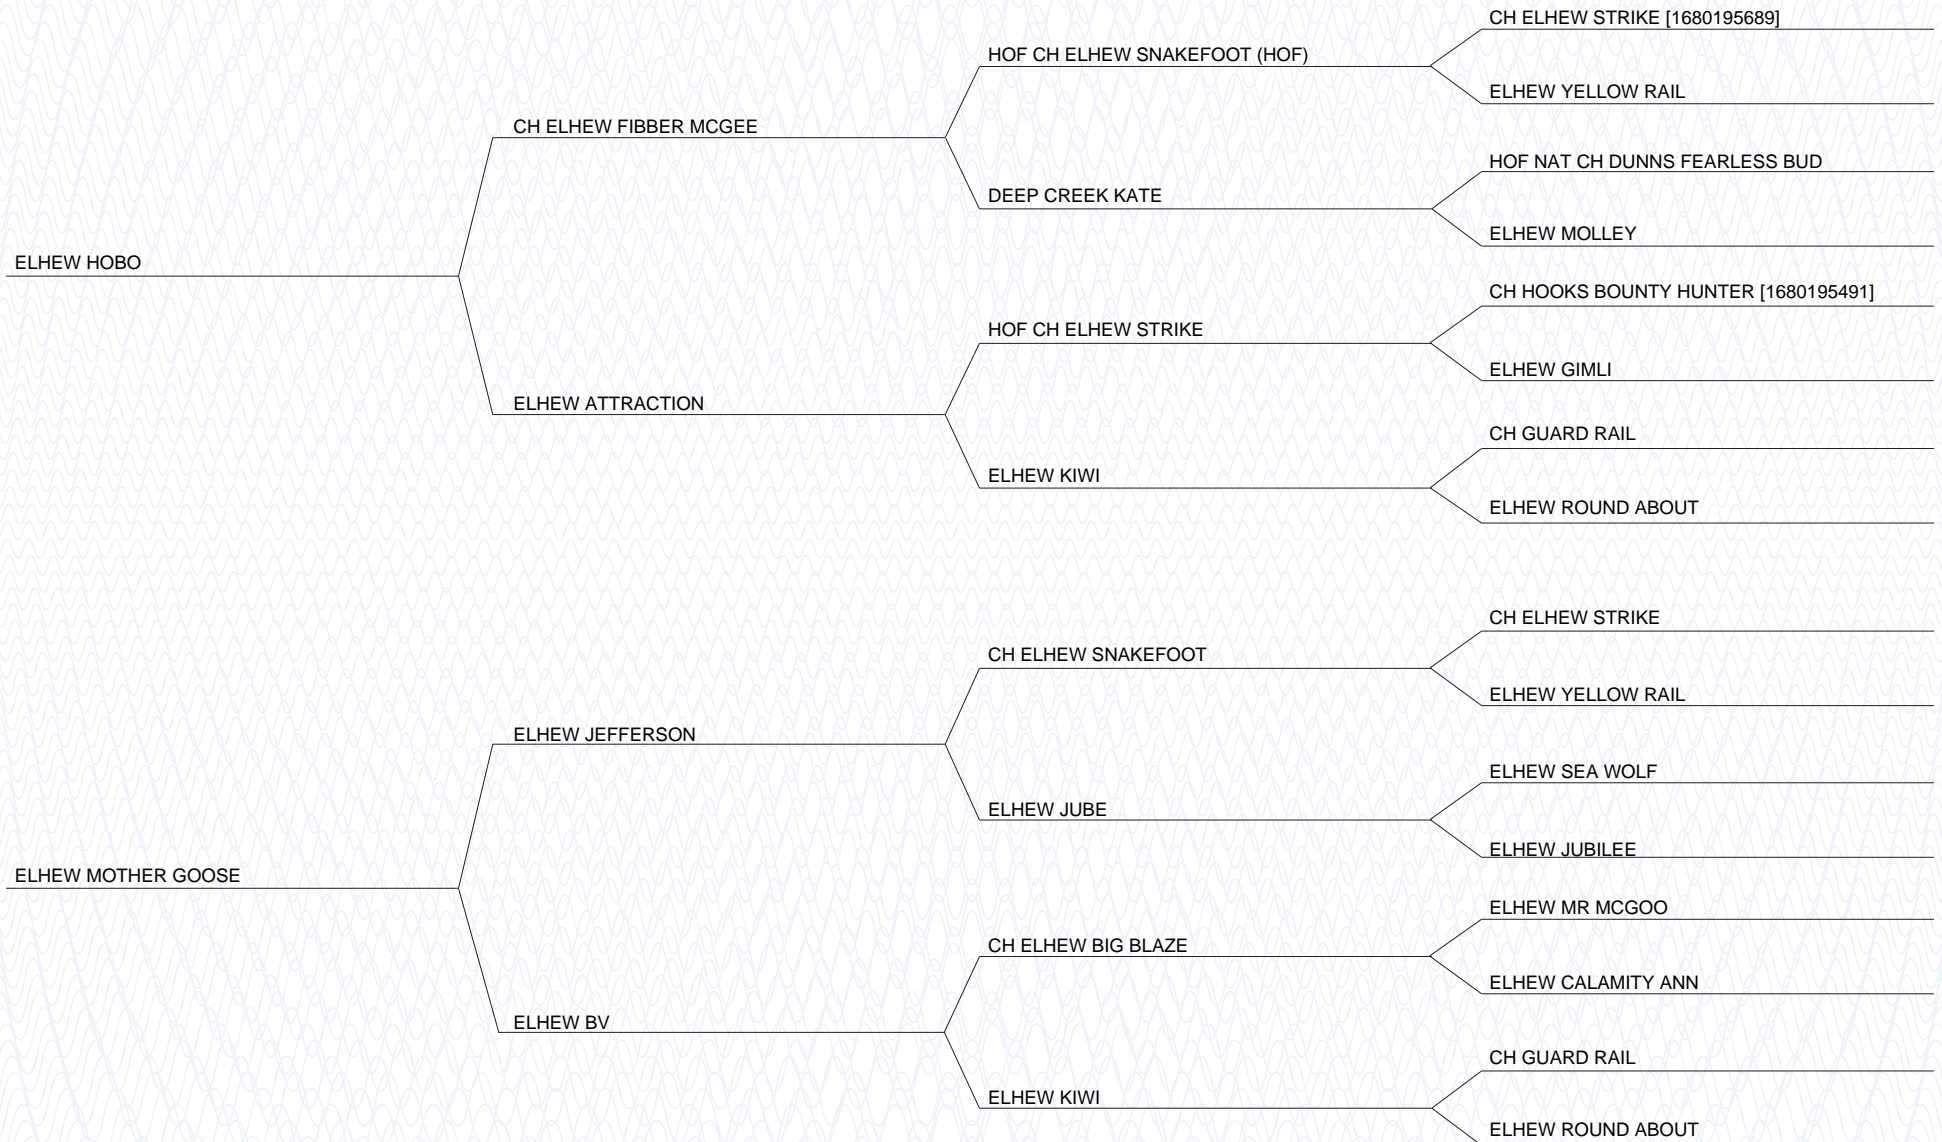 CH ELHEW STRIKE [1680195689]
HOF CH ELHEW SNAKEFOOT (HOF)
ELHEW YELLOW RAIL
CH ELHEW FIBBER MCGEE
HOF NAT CH DUNNS FEARLESS BUD
DEEP CREEK KATE
ELHEW MOLLEY
ELHEW HOBO
CH HOOKS BOUNTY HUNTER [1680195491]
HOF CH ELHEW STRIKE
ELHEW GIMLI
ELHEW ATTRACTION
CH GUARD RAIL
ELHEW KIWI
ELHEW ROUND ABOUT
CH ELHEW STRIKE
CH ELHEW SNAKEFOOT
ELHEW YELLOW RAIL
ELHEW JEFFERSON
ELHEW SEA WOLF
ELHEW JUBE
ELHEW JUBILEE
ELHEW MOTHER GOOSE
ELHEW MR MCGOO
CH ELHEW BIG BLAZE
ELHEW CALAMITY ANN
ELHEW BV
CH GUARD RAIL
ELHEW KIWI
ELHEW ROUND ABOUT